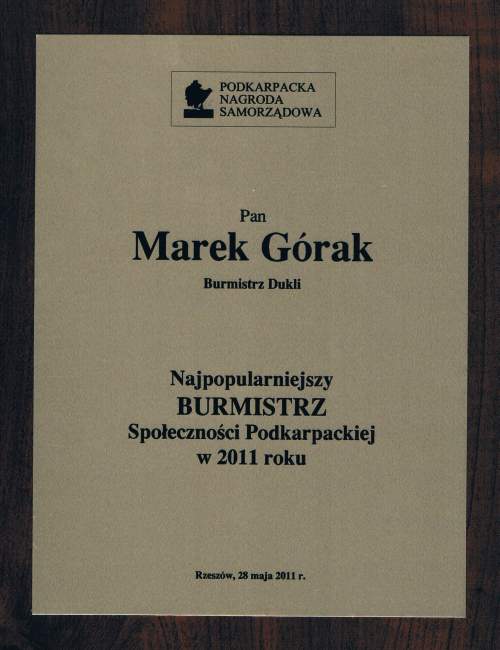 PODKARPACKA
NAGRODA
SAMORZĄDOWA
Pan
Marek Górak
Burmistrz Dukli
Najpopularniejszy
BURMISTRZ
Społeczności Podkarpackiej
w 2011 roku
Rzeszów, 28 maja 2011 r.